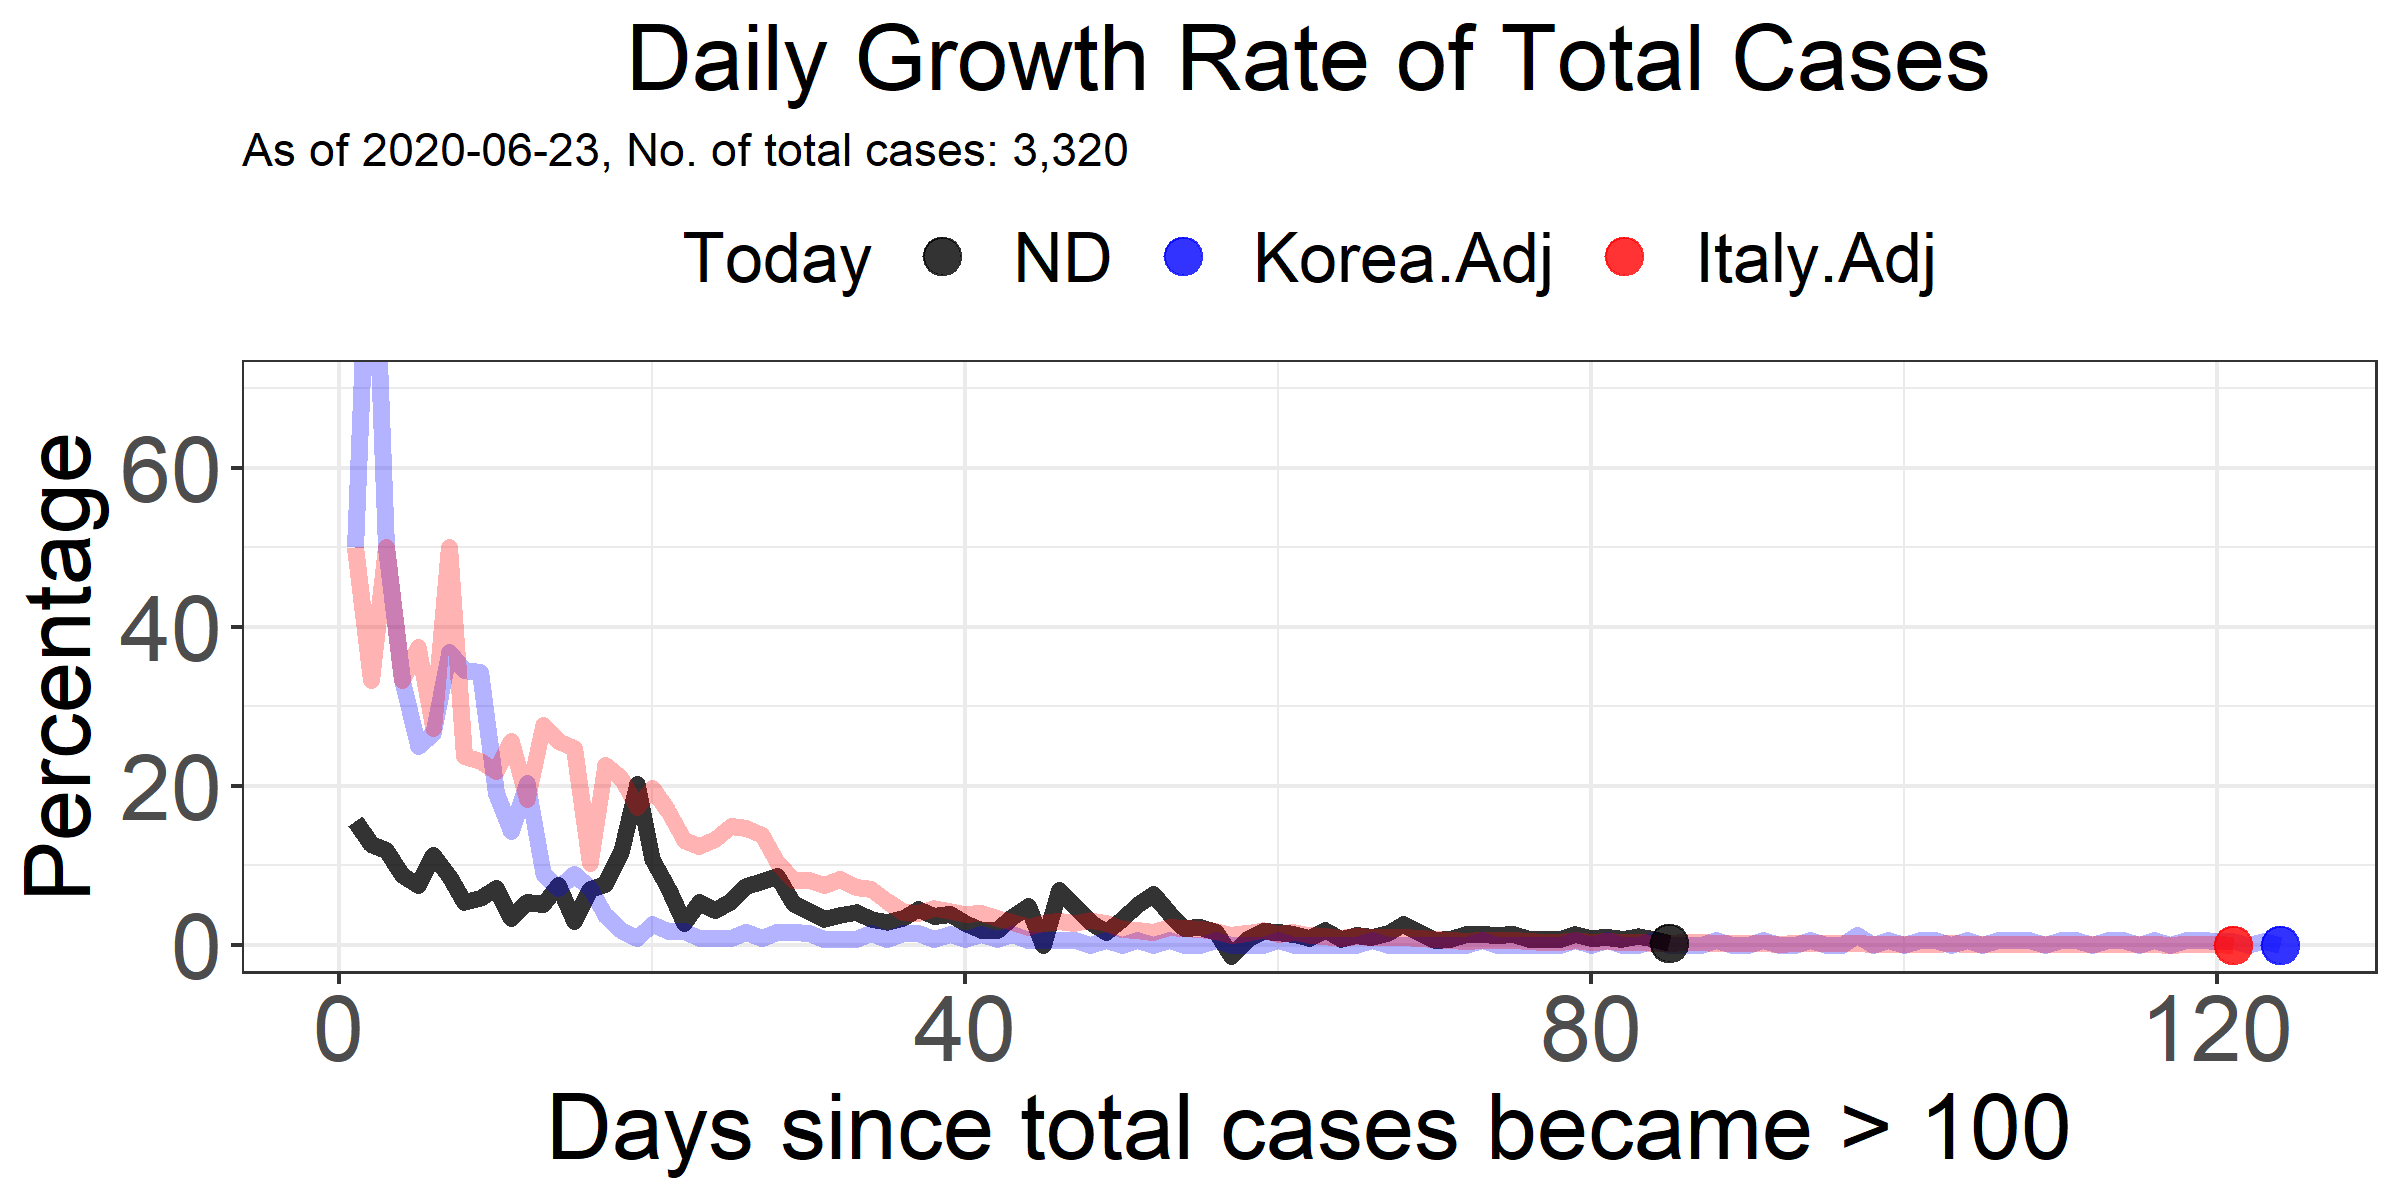 Daily Growth Rate of Total Cases
As of 2020-06-23, No. of total cases: 3,320
Today ND Korea.Adj Italy.Adj
Percentage
60
40
20
0
0 40 80 120
Days since total cases became > 100